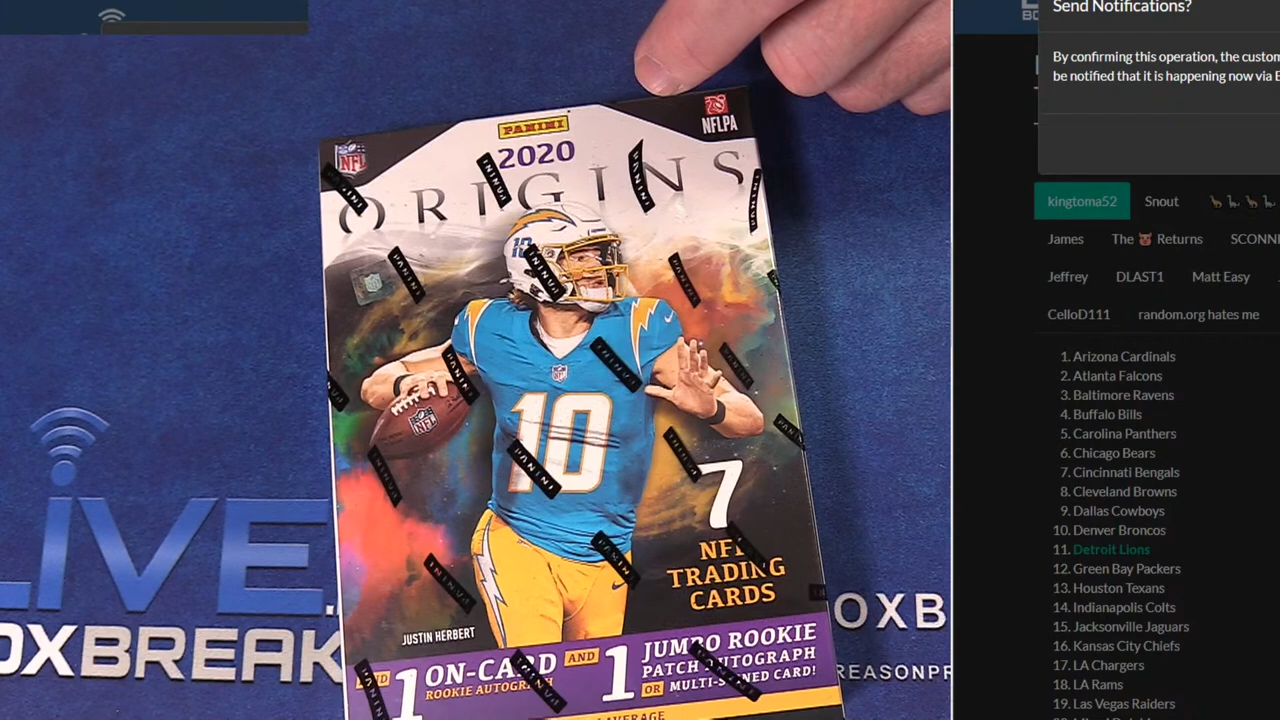 Send Notifications?
By confirming this operation, the custom
be notified that it is happening now via
kingtoma52 Snout
James The Returns SCONN
Jeffrey DLAST1 Matt Easy
CelloD111 random.org hates me
1. Arizona Cardinals
2. Atlanta Falcons
3. Baltimore Ravens
4. Buffalo Bills
5. Carolina Panthers
6. Chicago Bears
7. Cincinnati Bengals
8. Cleveland Browns
9. Dallas Cowboys
10. Denver Broncos
11. Detroit Lions
12. Green Bay Packers
13. Houston Texans
14. Indianapolis Colts
15. Jacksonville Jaguars
16. Kansas City Chiefs
17. LA Chargers
18. LA Rams
19. Las Vegas Raiders
PANINI
NFL
NFLPA
2020
ORIGINS
10
10
NFL
7
NFL
TRADING
CARDS
JUSTIN HERBERT
1 ON-CARD
ROOKIE AUTOGRAPH
AND
1 JUMBO ROOKIE
PATCH AUTOGRAPH
OR MULTI-SIGNED CARD!
AVERAGE
LIVE
OXBREAK
OXB
REASONPR